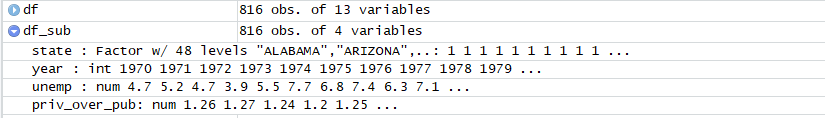 df 816 obs. of 13 variables
df_sub 816 obs. of 4 variables
state : Factor w/ 48 levels "ALABAMA","ARIZONA",..: 1 1 1 1 1 1 1 1 1 1 ...
year : int 1970 1971 1972 1973 1974 1975 1976 1977 1978 1979 ...
unemp : num 4.7 5.2 4.7 3.9 5.5 7.7 6.8 7.4 6.3 7.1 ...
priv_over_pub: num 1.26 1.27 1.24 1.2 1.25 ...